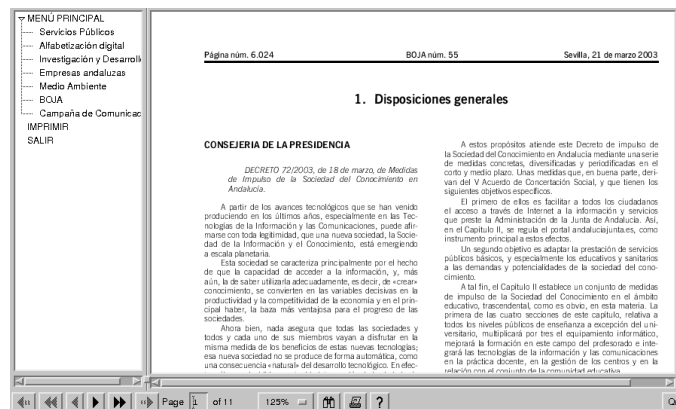 MENÚ PRINCIPAL
Servicios Públicos
Alfabetización digital
Investigación y Desarroll
Empresas andaluzas
Medio Ambiente
BOJA
Campaña de Comunicac
IMPRIMIR
SALIR
Página núm. 6.024 BOJA núm. 55 Sevilla, 21 de marzo 2003
1. Disposiciones generales
CONSEJERIA DE LA PRESIDENCIA
DECRETO 72/2003, de 18 de marzo, de Medidas
de Impulso de la Sociedad del Conocimiento en
Andalucía.
A partir de los avances tecnológicos que se han venido
produciendo en los últimos años, especialmente en las Tec-
nologías de la Información y las Comunicaciones, puede afir-
marse con toda legitimidad, que una nueva sociedad, la Socie-
dad de la Información y el Conocimiento, está emergiendo
a escala planetaria.
Esta sociedad se caracteriza principalmente por el hecho
de que la capacidad de acceder a la información, y, más
aún, la de saber utilizarla adecuadamente, es decir, de «crear»
conocimiento, se convierten en las variables decisivas en la
productividad y la competitividad de la economía y en el prin-
cipal haber, la baza más ventajosa para el progreso de las
sociedades.
Ahora bien, nada asegura que todas las sociedades y
todos y cada uno de sus miembros vayan a disfrutar en la
misma medida de los beneficios de estas nuevas tecnologías;
esa nueva sociedad no se produce de forma automática, como
una consecuencia «natural» del desarrollo tecnológico. En efec-
A estos propósitos atiende este Decreto de impulso de
la Sociedad del Conocimiento en Andalucía mediante una serie
de medidas concretas, diversificadas y periodificadas en el
corto y medio plazo. Unas medidas que, en buena parte, deri-
van del V Acuerdo de Concertación Social, y que tienen los
siguientes objetivos específicos.
El primero de ellos es facilitar a todos los ciudadanos
el acceso a través de Internet a la información y servicios
que preste la Administración de la Junta de Andalucía. Así,
en el Capítulo II, se regula el portal andaluciajunta.es, como
instrumento principal a estos efectos.
Un segundo objetivo es adaptar la prestación de servicios
públicos básicos, y especialmente los educativos y sanitarios
a las demandas y potencialidades de la sociedad del cono-
cimiento.
A tal fin, el Capítulo II establece un conjunto de medidas
de impulso de la Sociedad del Conocimiento en el ámbito
educativo, trascendental, como es obvio, en esta materia. La
primera de las cuatro secciones de este capítulo, relativa a
todos los niveles públicos de enseñanza a excepción del uni-
versitario, multiplicará por tres el equipamiento informático,
mejorará la formación en este campo del profesorado e inte-
grará las tecnologías de la información y las comunicaciones
en la práctica docente, en la gestión de los centros y en la
relación con el conjunto de la comunidad educativa.
Page 1 of 11 125% ?